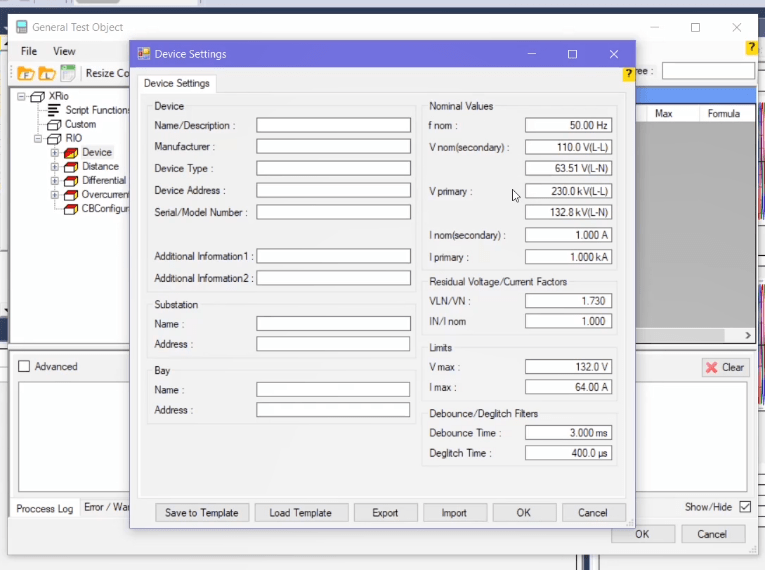 General Test Object
File View
Device Settings
Resize Co
ree :
Device Settings
XRio
Script Functions
Custom
RIO
Device
Distance
Differential
Overcurrent
CBConfigur
Device
Name/Description :
Manufacturer :
Device Type :
Device Address :
Serial/Model Number :
Additional Information1 :
Additional Information2 :
Substation
Name :
Address :
Bay
Name :
Address :
Nominal Values
f nom : 50.00 Hz
V nom(secondary) : 110.0 V(L-L)
63.51 V(L-N)
V primary : 230.0 kV(L-L)
132.8 kV(L-N)
I nom(secondary) : 1.000 A
I primary : 1.000 kA
Residual Voltage/Current Factors
VLN/VN : 1.730
IN/I nom 1.000
Limits
V max : 132.0 V
I max : 64.00 A
Debounce/Deglitch Filters
Debounce Time : 3.000 ms
Deglitch Time : 400.0 µs
Max Formula
Advanced
Clear
Save to Template Load Template Export Import OK Cancel
Proccess Log Error / Wa
Show/Hide
OK Cancel